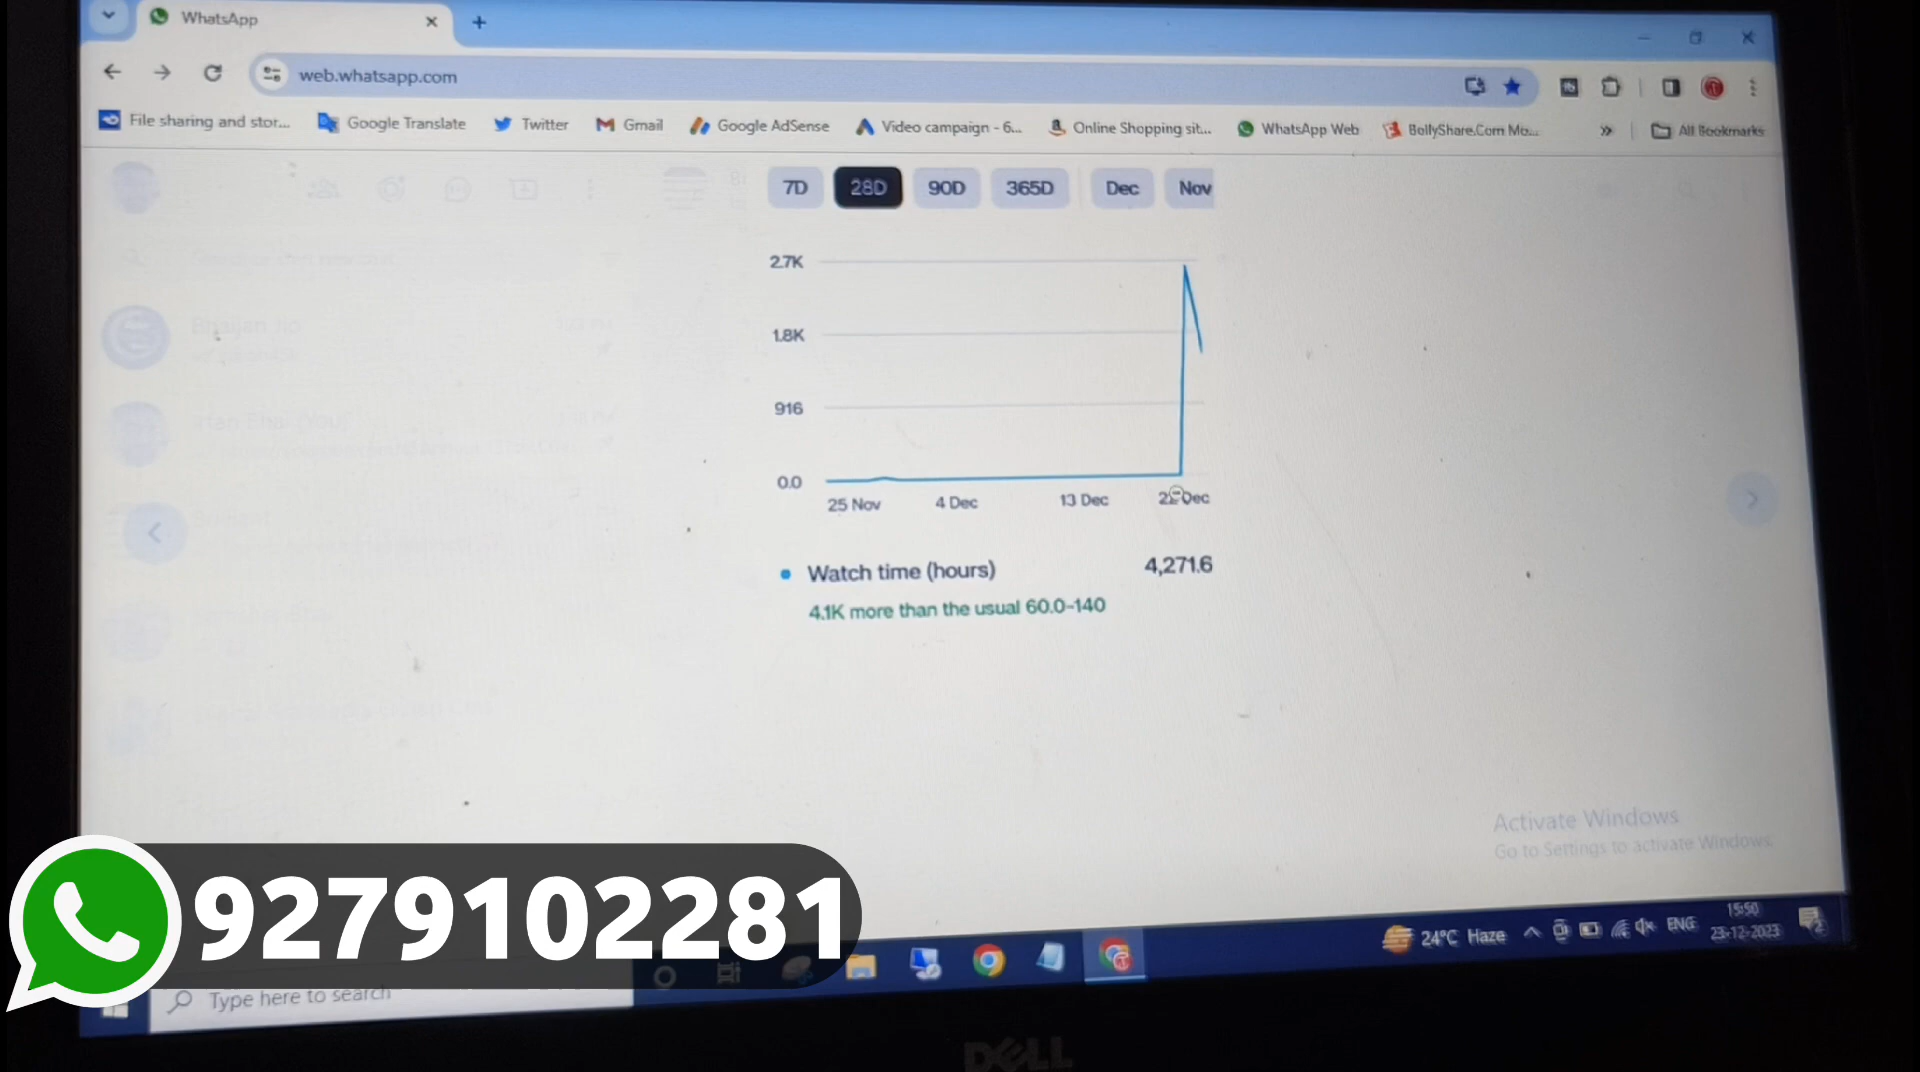 WhatsApp
web.whatsapp.com
File sharing and stor...
Google Translate
Twitter
Gmail
Google AdSense
Video campaign - 6...
Online Shopping sit...
WhatsApp Web
BollyShare.Com Mo...
All Bookmarks
7D 28D 90D 365D Dec Nov
2.7K
1.8K
916
0.0
25 Nov 4 Dec 13 Dec 22 Dec
Watch time (hours) 4,271.6
4.1K more than the usual 60.0-140
Activate Windows
Go to Settings to activate Windows.
9279102281
24°C Haze
ENG
15:50
23-12-2023
Type here to search
DELL